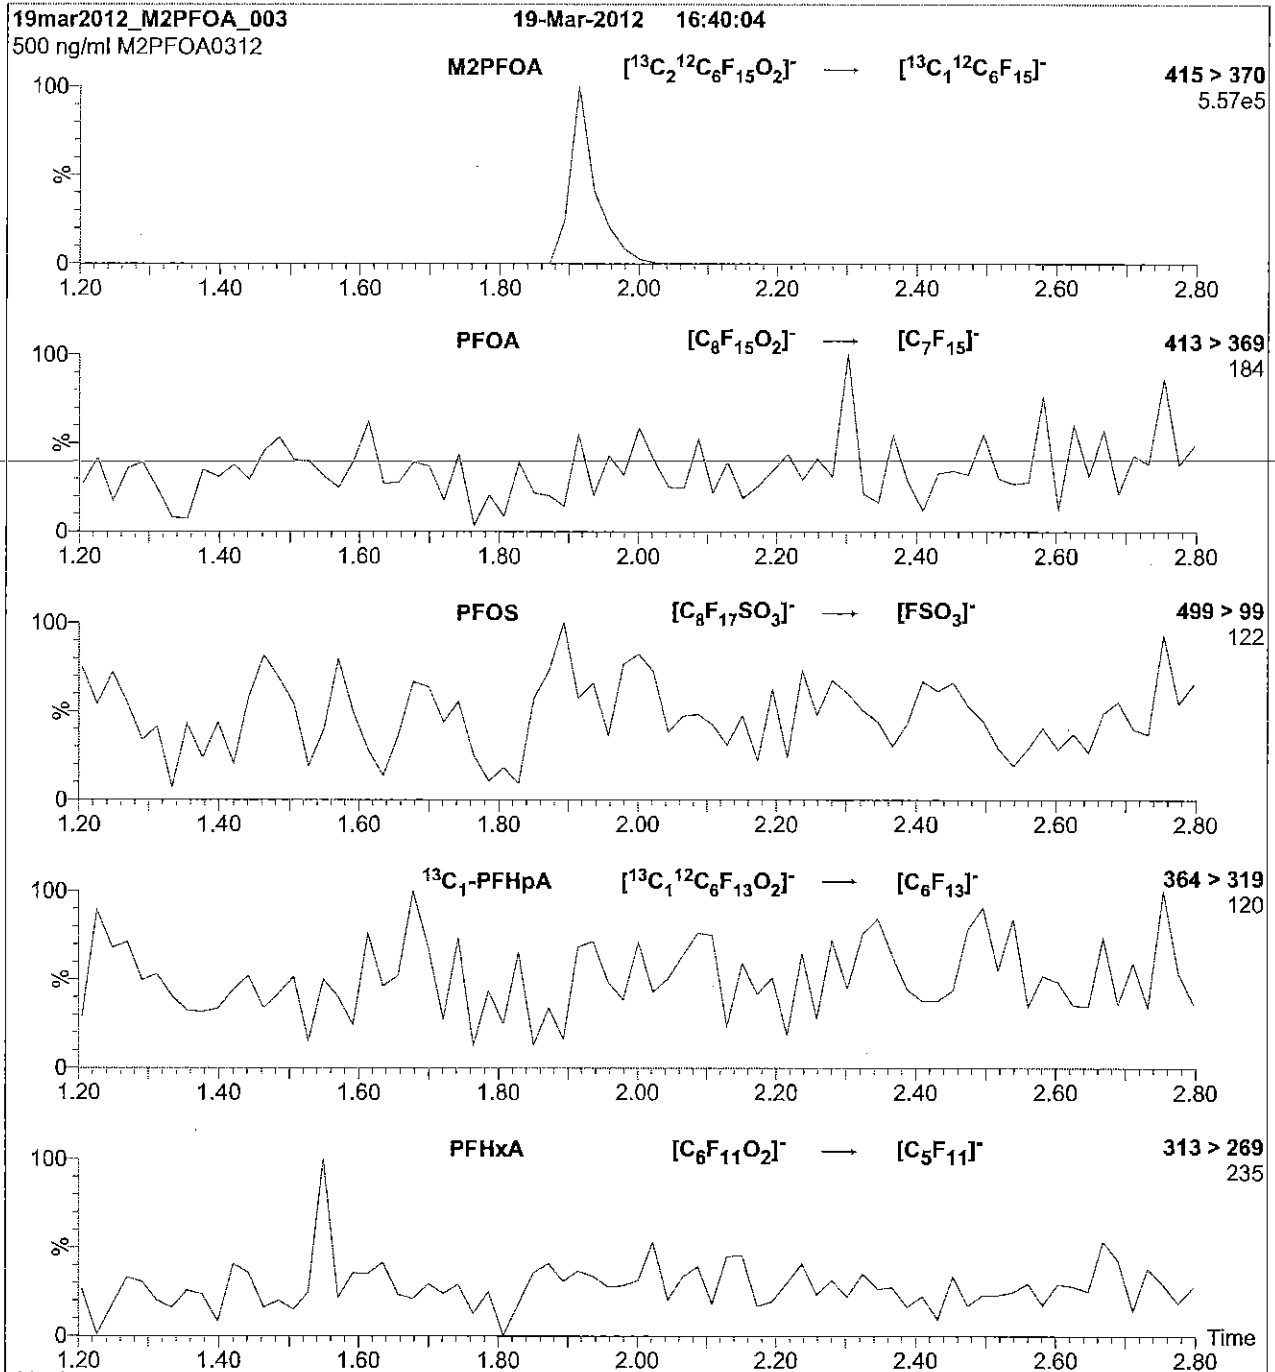 19mar2012_M2PFOA_003 19-Mar-2012 16:40:04
500 ng/ml M2PFOA0312
M2PFOA [¹³C₂¹²C₆F₁₅O₂]⁻ → [¹³C₁¹²C₆F₁₅]⁻ 415 > 370
5.57e5
100
%
0
1.20 1.40 1.60 1.80 2.00 2.20 2.40 2.60 2.80
PFOA [C₈F₁₅O₂]⁻ → [C₇F₁₅]⁻ 413 > 369
184
100
%
0
1.20 1.40 1.60 1.80 2.00 2.20 2.40 2.60 2.80
PFOS [C₈F₁₇SO₃]⁻ → [FSO₃]⁻ 499 > 99
122
100
%
0
1.20 1.40 1.60 1.80 2.00 2.20 2.40 2.60 2.80
¹³C₁-PFHpA [¹³C₁¹²C₆F₁₃O₂]⁻ → [C₆F₁₃]⁻ 364 > 319
120
100
%
0
1.20 1.40 1.60 1.80 2.00 2.20 2.40 2.60 2.80
PFHxA [C₆F₁₁O₂]⁻ → [C₅F₁₁]⁻ 313 > 269
235
100
%
0
Time
1.20 1.40 1.60 1.80 2.00 2.20 2.40 2.60 2.80